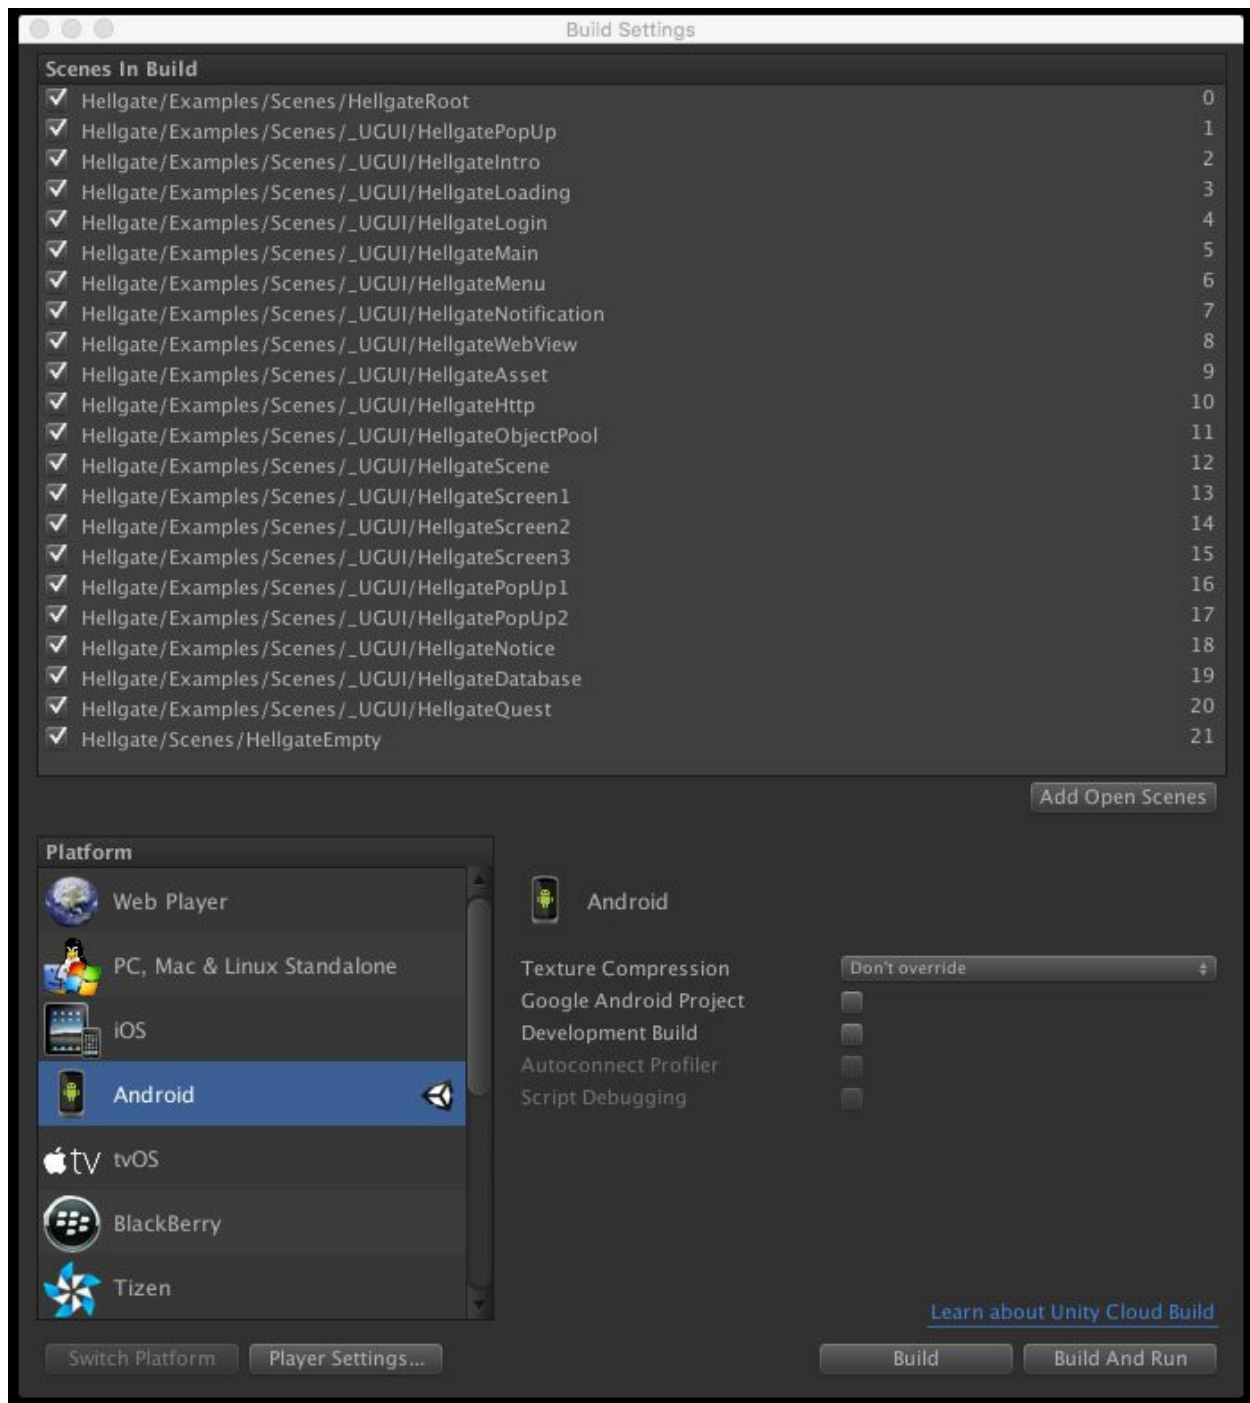 Build Settings
Scenes In Build
Hellgate/Examples/Scenes/HellgateRoot 0
Hellgate/Examples/Scenes/_UGUI/HellgatePopUp 1
Hellgate/Examples/Scenes/_UGUI/HellgateIntro 2
Hellgate/Examples/Scenes/_UGUI/HellgateLoading 3
Hellgate/Examples/Scenes/_UGUI/HellgateLogin 4
Hellgate/Examples/Scenes/_UGUI/HellgateMain 5
Hellgate/Examples/Scenes/_UGUI/HellgateMenu 6
Hellgate/Examples/Scenes/_UGUI/HellgateNotification 7
Hellgate/Examples/Scenes/_UGUI/HellgateWebView 8
Hellgate/Examples/Scenes/_UGUI/HellgateAsset 9
Hellgate/Examples/Scenes/_UGUI/HellgateHttp 10
Hellgate/Examples/Scenes/_UGUI/HellgateObjectPool 11
Hellgate/Examples/Scenes/_UGUI/HellgateScene 12
Hellgate/Examples/Scenes/_UGUI/HellgateScreen1 13
Hellgate/Examples/Scenes/_UGUI/HellgateScreen2 14
Hellgate/Examples/Scenes/_UGUI/HellgateScreen3 15
Hellgate/Examples/Scenes/_UGUI/HellgatePopUp1 16
Hellgate/Examples/Scenes/_UGUI/HellgatePopUp2 17
Hellgate/Examples/Scenes/_UGUI/HellgateNotice 18
Hellgate/Examples/Scenes/_UGUI/HellgateDatabase 19
Hellgate/Examples/Scenes/_UGUI/HellgateQuest 20
Hellgate/Scenes/HellgateEmpty 21
Add Open Scenes
Platform
Web Player
PC, Mac & Linux Standalone
iOS
Android
tv tvOS
BlackBerry
Tizen
Android
Texture Compression Don't override
Google Android Project
Development Build
Autoconnect Profiler
Script Debugging
Learn about Unity Cloud Build
Switch Platform Player Settings... Build Build And Run